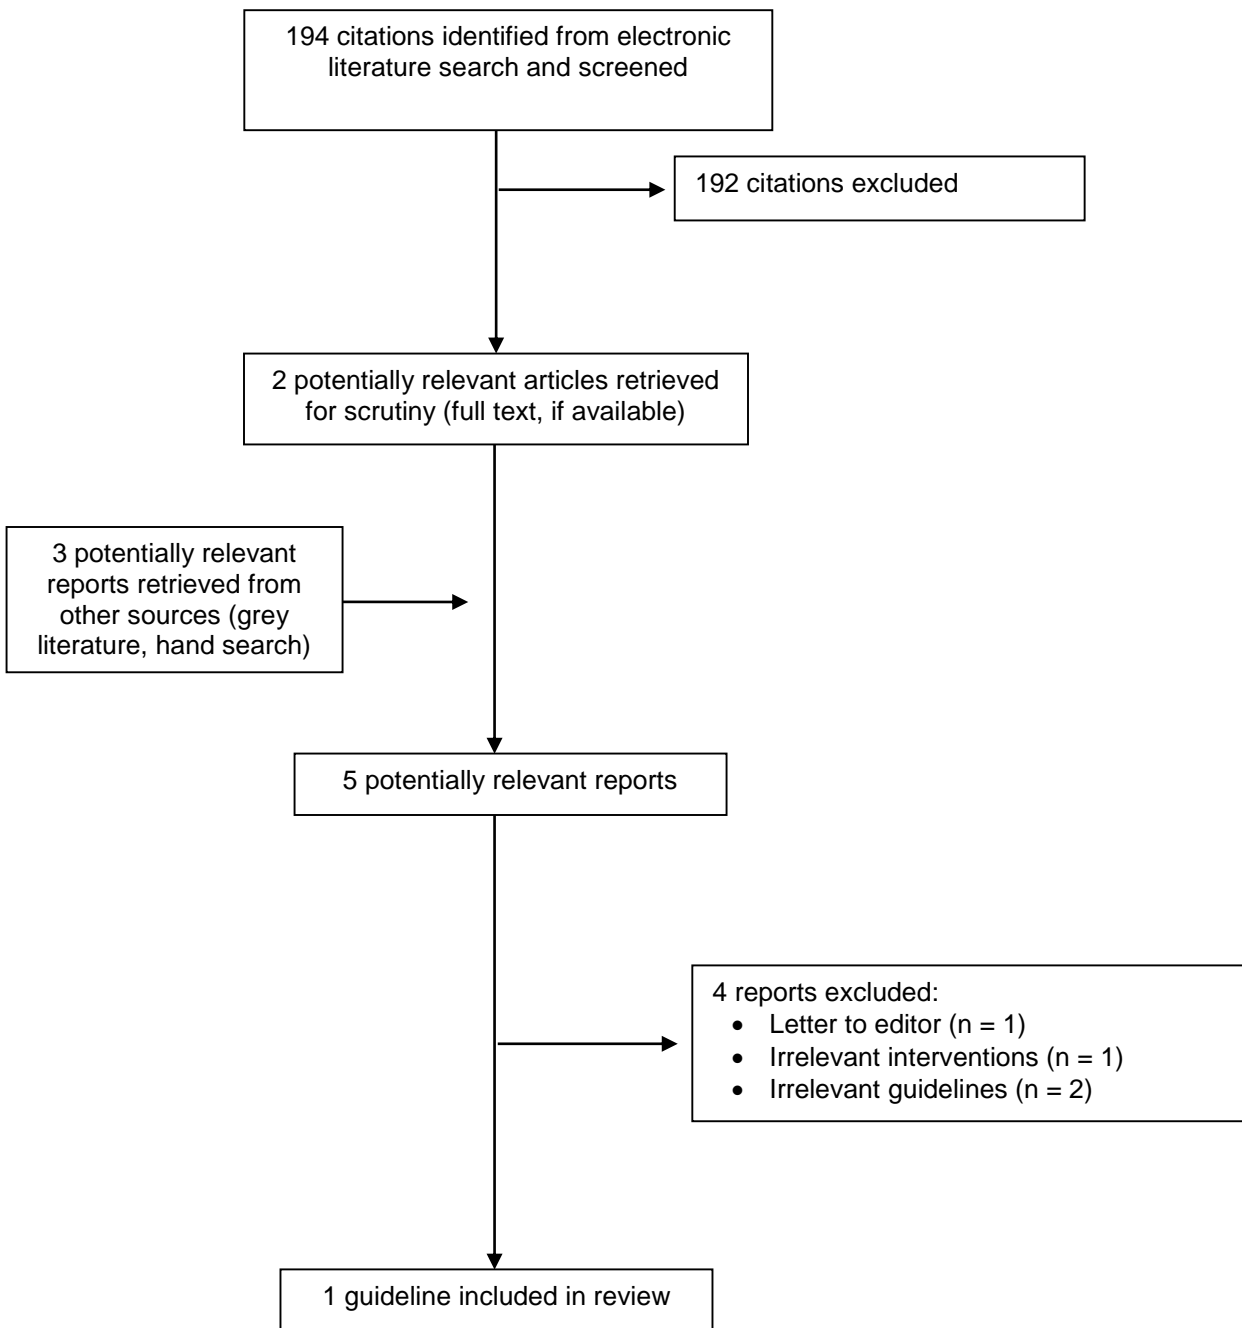 194 citations identified from electronic
literature search and screened
192 citations excluded
2 potentially relevant articles retrieved
for scrutiny (full text, if available)
3 potentially relevant
reports retrieved from
other sources (grey
literature, hand search)
5 potentially relevant reports
4 reports excluded:
• Letter to editor (n = 1)
• Irrelevant interventions (n = 1)
• Irrelevant guidelines (n = 2)
1 guideline included in review